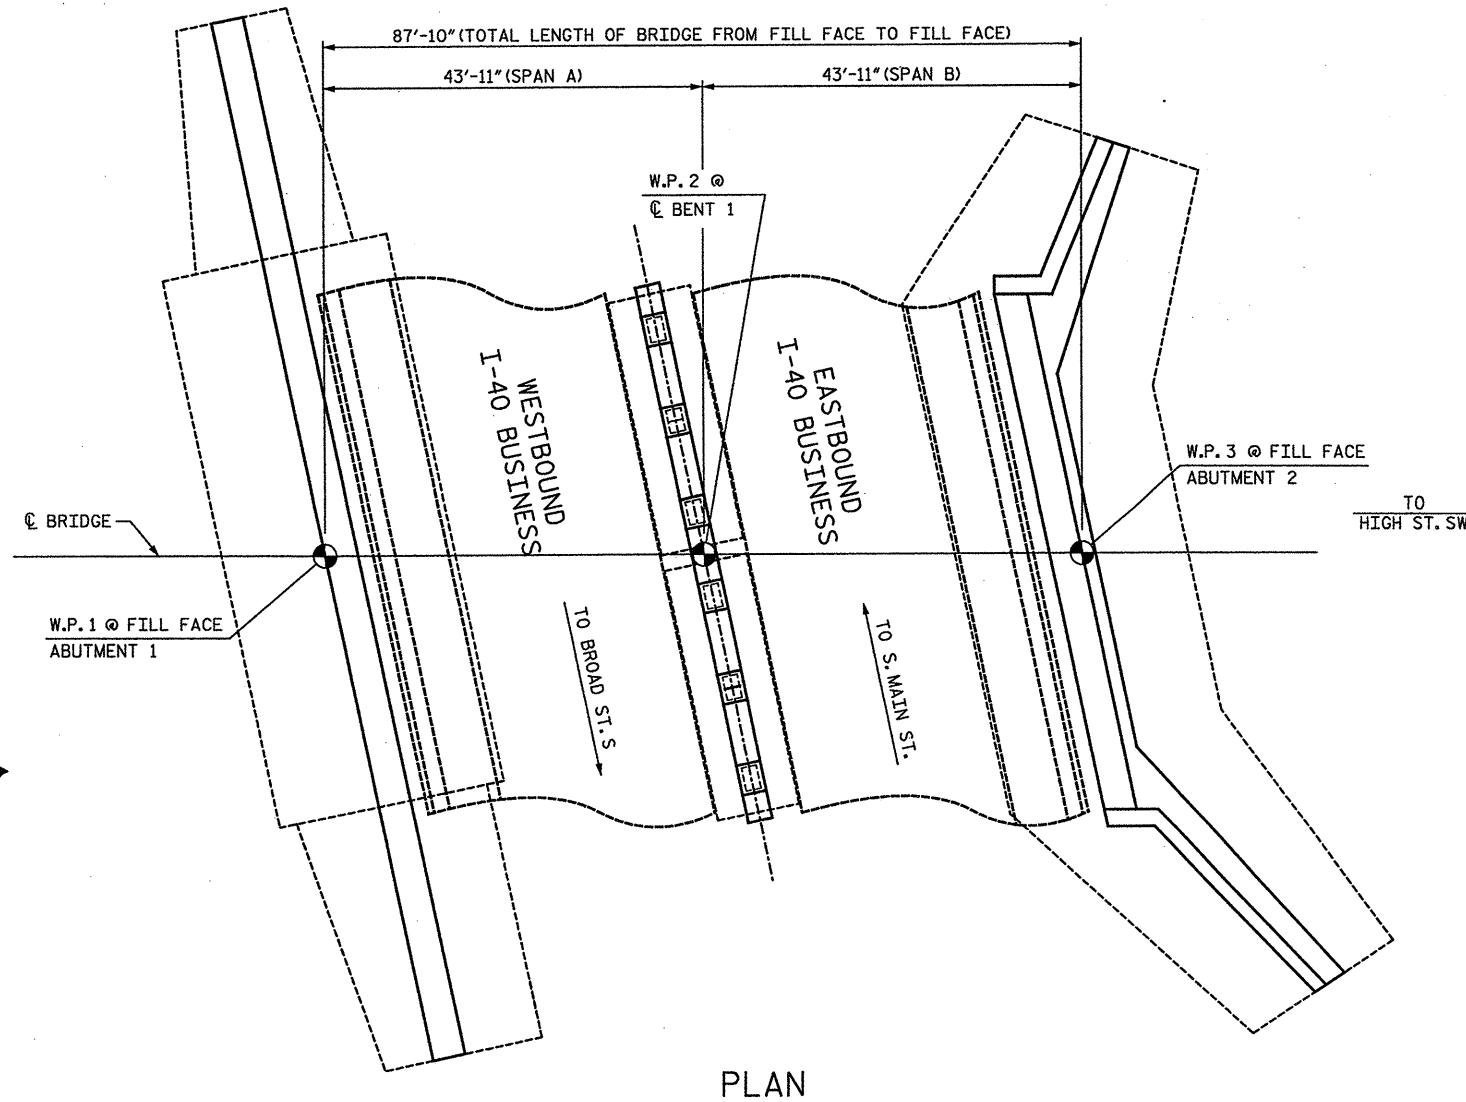 87'-10" (TOTAL LENGTH OF BRIDGE FROM FILL FACE TO FILL FACE)
43'-11" (SPAN A)
43'-11" (SPAN B)
W.P. 2 @
℄ BENT 1
WESTBOUND
I-40 BUSINESS
EASTBOUND
I-40 BUSINESS
W.P. 3 @ FILL FACE
ABUTMENT 2
TO
HIGH ST. SW
℄ BRIDGE
W.P. 1 @ FILL FACE
ABUTMENT 1
TO BROAD ST. S
TO S. MAIN ST.
PLAN